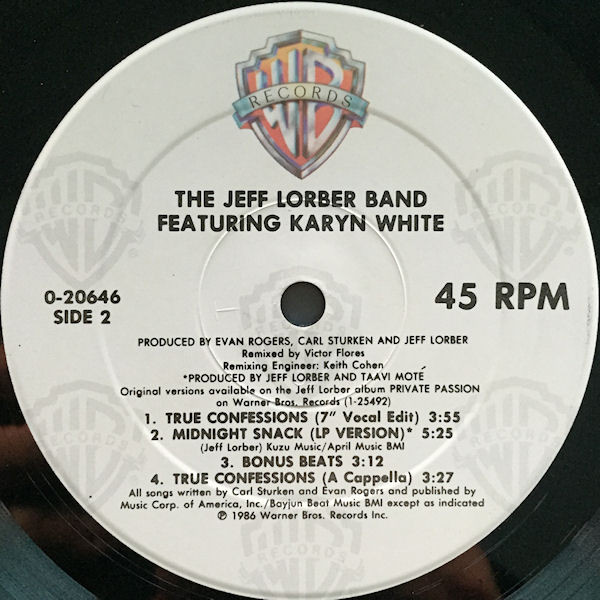 WB
RECORDS
THE JEFF LORBER BAND
FEATURING KARYN WHITE
0-20646
SIDE 2
45 RPM
PRODUCED BY EVAN ROGERS, CARL STURKEN AND JEFF LORBER
Remixed by Victor Flores
Remixing Engineer: Keith Cohen
*PRODUCED BY JEFF LORBER AND TAAVI MOTÉ
Original versions available on the Jeff Lorber album PRIVATE PASSION
on Warner Bros. Records (1-25492)
1. TRUE CONFESSIONS (7" Vocal Edit) 3:55
2. MIDNIGHT SNACK (LP VERSION)* 5:25
(Jeff Lorber) Kuzu Music/April Music BMI
3. BONUS BEATS 3:12
4. TRUE CONFESSIONS (A Cappella) 3:27
All songs written by Carl Sturken and Evan Rogers and published by
Music Corp. of America, Inc./Bayjun Beat Music BMI except as indicated
℗ 1986 Warner Bros. Records Inc.